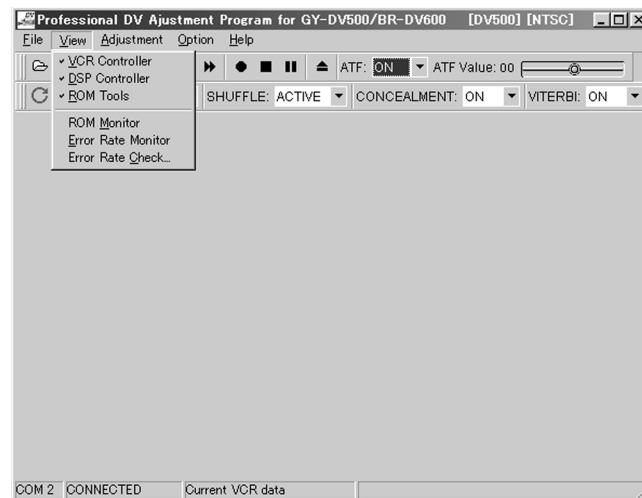 Professional DV Ajustment Program for GY-DV500/BR-DV600 [DV500] [NTSC]
File View Adjustment Option Help
ATF: ON ATF Value: 00
SHUFFLE: ACTIVE CONCEALMENT: ON VITERBI: ON
VCR Controller
DSP Controller
ROM Tools
ROM Monitor
Error Rate Monitor
Error Rate Check...
COM 2 CONNECTED Current VCR data